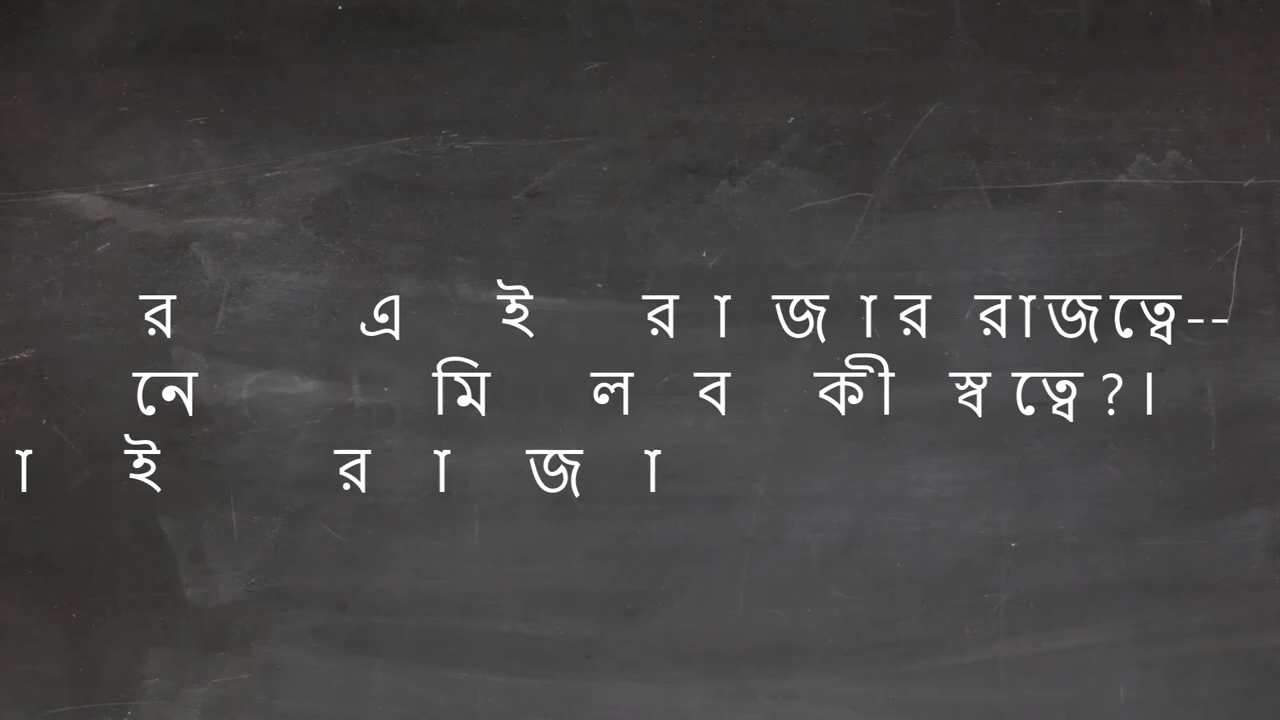 র এই রাজার রাজত্বে--
নে মিলব কী স্বত্বে?।
াই রাজা